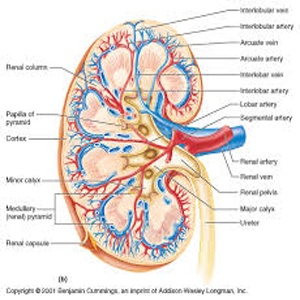 Interlobular vein
Interlobular artery
Arcuate vein
Arcuate artery
Interlobar vein
Interlobar artery
Lobar artery
Segmental artery
Renal column
Papilla of
pyramid
Cortex
Minor calyx
Medullary
(renal) pyramid
Renal capsule
Renal artery
Renal vein
Renal pelvis
Major calyx
Ureter
(b)
Copyright © 2001 Benjamin Cummings, an imprint of Addison Wesley Longman, Inc.